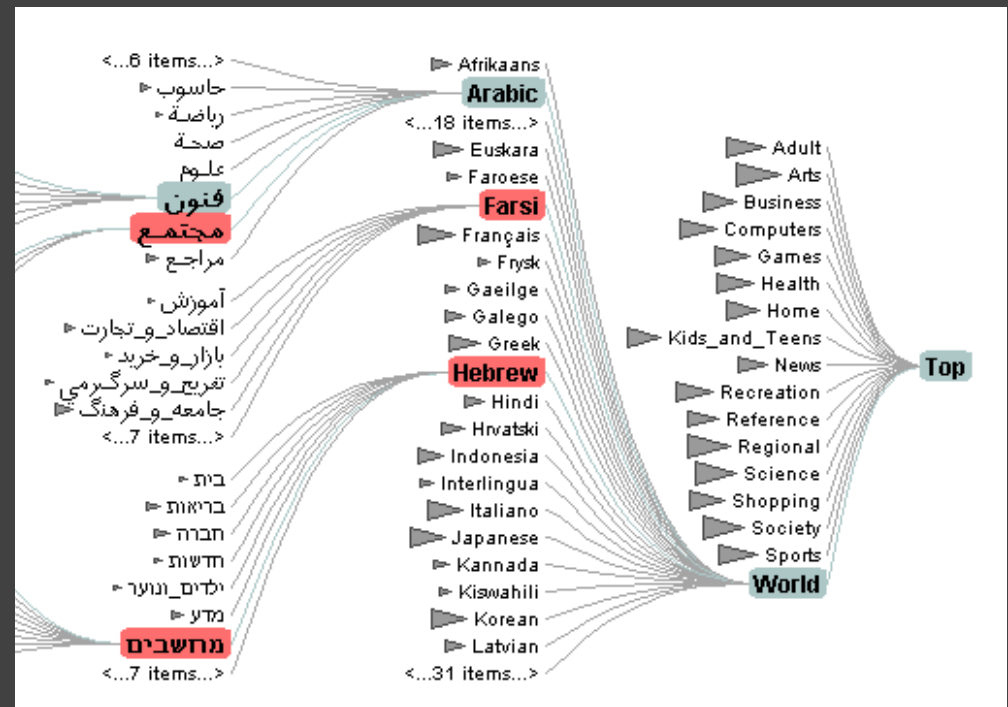 <...6 items...>
حاسوب
رياضة
صحة
علوم
فنون
مجتمع
مراجع
آموزش
اقتصاد_و_تجارت
بازار_و_خريد
تفريح_و_سرگرمي
جامعه_و_فرهنگ
<...7 items...>
בית
בריאות
חברה
חדשות
ילדים_ונוער
מדע
מחשבים
<...7 items...>
Afrikaans
Arabic
<...18 items...>
Euskara
Faroese
Farsi
Français
Frysk
Gaeilge
Galego
Greek
Hebrew
Hindi
Hrvatski
Indonesia
Interlingua
Italiano
Japanese
Kannada
Kiswahili
Korean
Latvian
<...31 items...>
Adult
Arts
Business
Computers
Games
Health
Home
Kids_and_Teens
News
Recreation
Reference
Regional
Science
Shopping
Society
Sports
World
Top